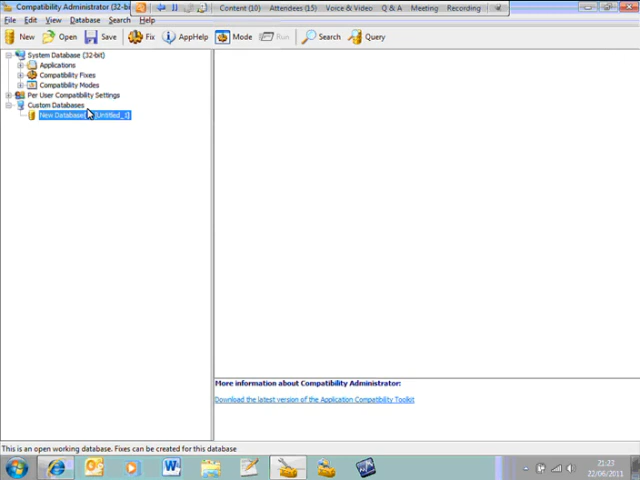 Compatibility Administrator (32-bi
Content (10) Attendees (15) Voice & Video Q & A Meeting Recording
File Edit View Database Search Help
New Open Save Fix AppHelp Mode Run Search Query
System Database (32-bit)
Applications
Compatibility Fixes
Compatibility Modes
Per User Compatibility Settings
Custom Databases
New Database [Untitled_1]
More information about Compatibility Administrator:
Download the latest version of the Application Compatibility Toolkit
This is an open working database. Fixes can be created for this database
21:23
22/06/2011